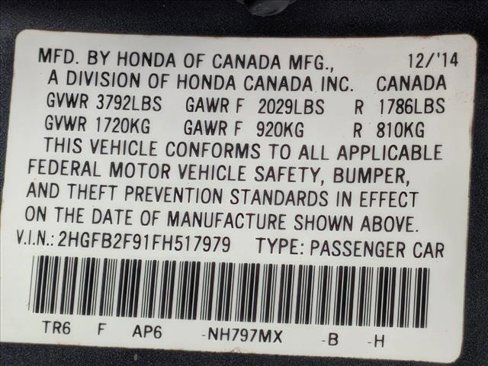 MFD. BY HONDA OF CANADA MFG., 12/'14
A DIVISION OF HONDA CANADA INC. CANADA
GVWR 3792LBS GAWR F 2029LBS R 1786LBS
GVWR 1720KG GAWR F 920KG R 810KG
THIS VEHICLE CONFORMS TO ALL APPLICABLE
FEDERAL MOTOR VEHICLE SAFETY, BUMPER,
AND THEFT PREVENTION STANDARDS IN EFFECT
ON THE DATE OF MANUFACTURE SHOWN ABOVE.
V.I.N.: 2HGFB2F91FH517979 TYPE: PASSENGER CAR
TR6 F AP6 -NH797MX -B -H